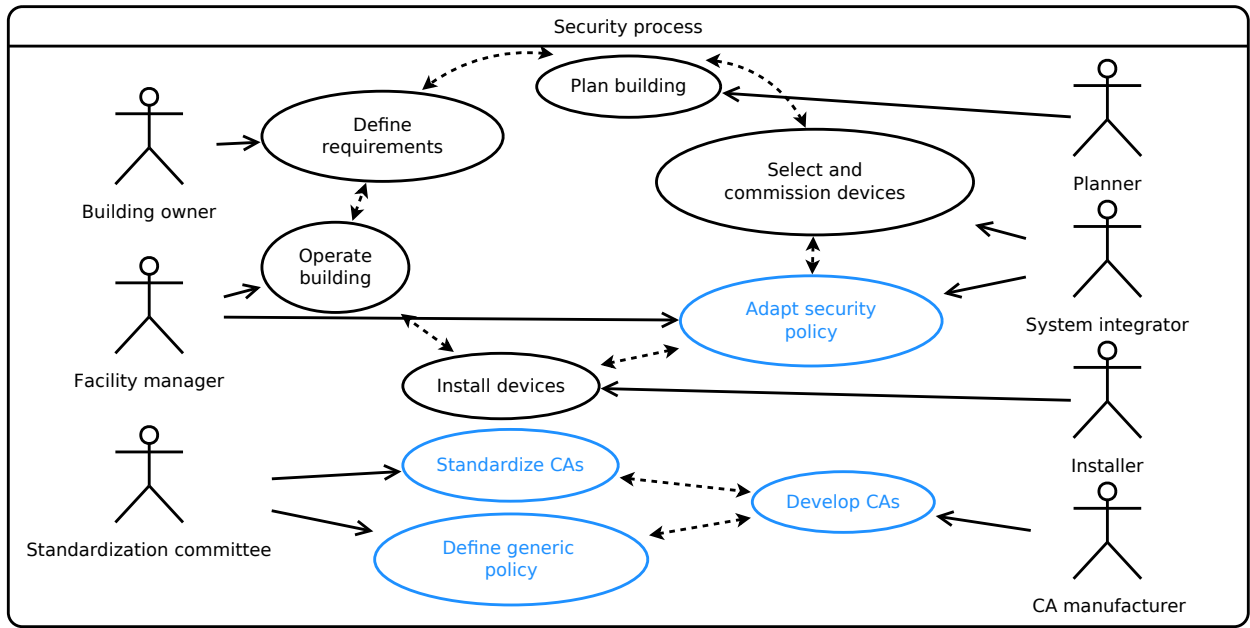 Security process
Plan building
Define
requirements
Select and
commission devices
Planner
Building owner
Operate
building
Adapt security
policy
System integrator
Facility manager
Install devices
Standardize CAs
Installer
Develop CAs
Standardization committee
Define generic
policy
CA manufacturer